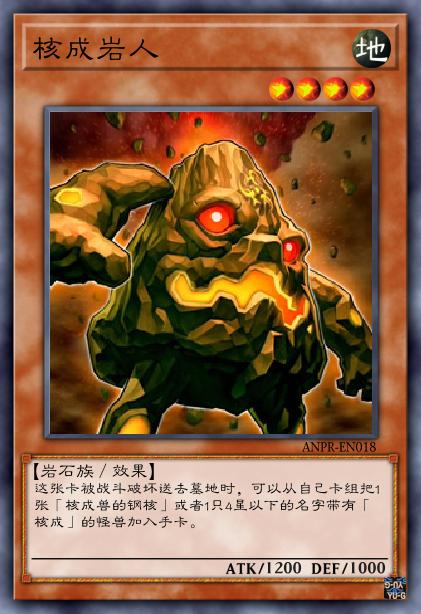 核成岩人
地
ANPR-EN018
【岩石族/效果】
这张卡被战斗破坏送去墓地时，可以从自己卡组把1
张「核成兽的钢核」或者1只4星以下的名字带有「
核成」的怪兽加入手卡。
ATK/1200 DEF/1000